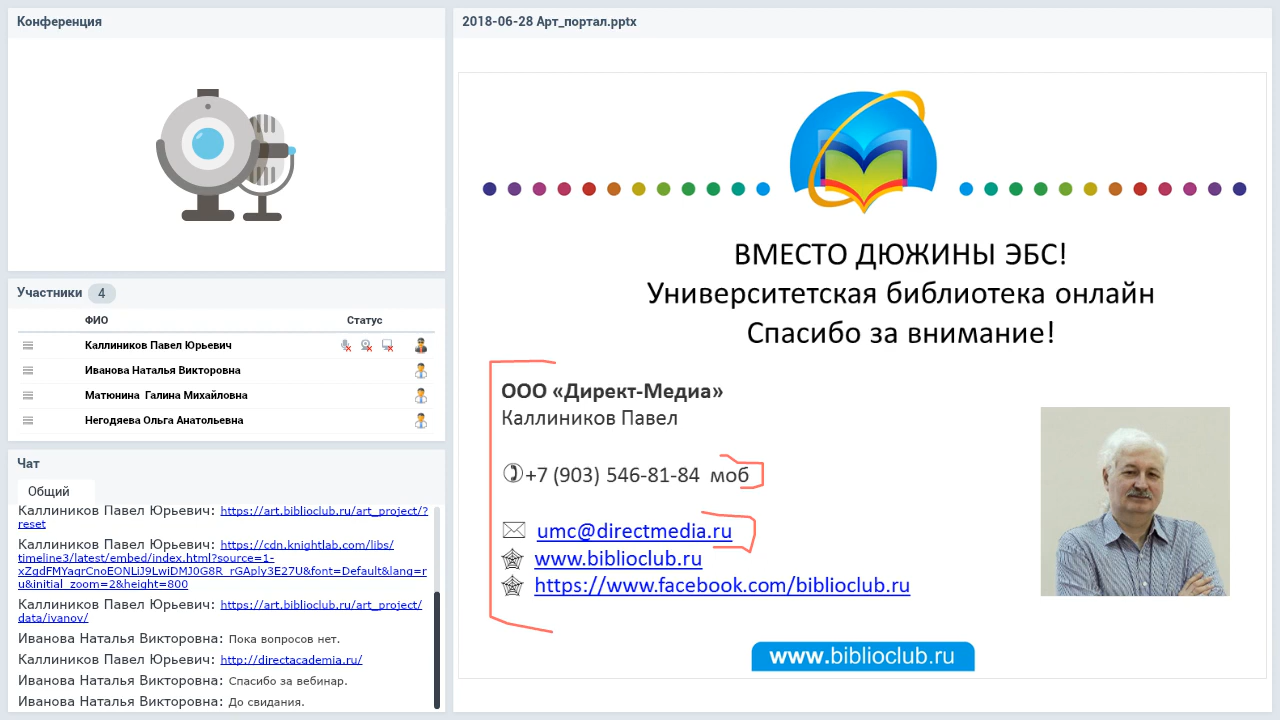 Конференция
Участники 4
ФИО Статус
Каллиников Павел Юрьевич
Иванова Наталья Викторовна
Матюнина Галина Михайловна
Негодяева Ольга Анатольевна
Чат
Общий
Каллиников Павел Юрьевич: https://art.biblioclub.ru/art_project/?
reset
Каллиников Павел Юрьевич: https://cdn.knightlab.com/libs/
timeline3/latest/embed/index.html?source=1-
xZgdFMYaqrCnoEONLiJ9LwiDMJ0G8R_rGAply3E27U&font=Default&lang=r
u&initial_zoom=2&height=800
Каллиников Павел Юрьевич: https://art.biblioclub.ru/art_project/
data/ivanov/
Иванова Наталья Викторовна: Пока вопросов нет.
Каллиников Павел Юрьевич: http://directacademia.ru/
Иванова Наталья Викторовна: Спасибо за вебинар.
Иванова Наталья Викторовна: До свидания.
2018-06-28 Арт_портал.pptx
ВМЕСТО ДЮЖИНЫ ЭБС!
Университетская библиотека онлайн
Спасибо за внимание!
ООО «Директ-Медиа»
Каллиников Павел
+7 (903) 546-81-84 моб
umc@directmedia.ru
www.biblioclub.ru
https://www.facebook.com/biblioclub.ru
www.biblioclub.ru